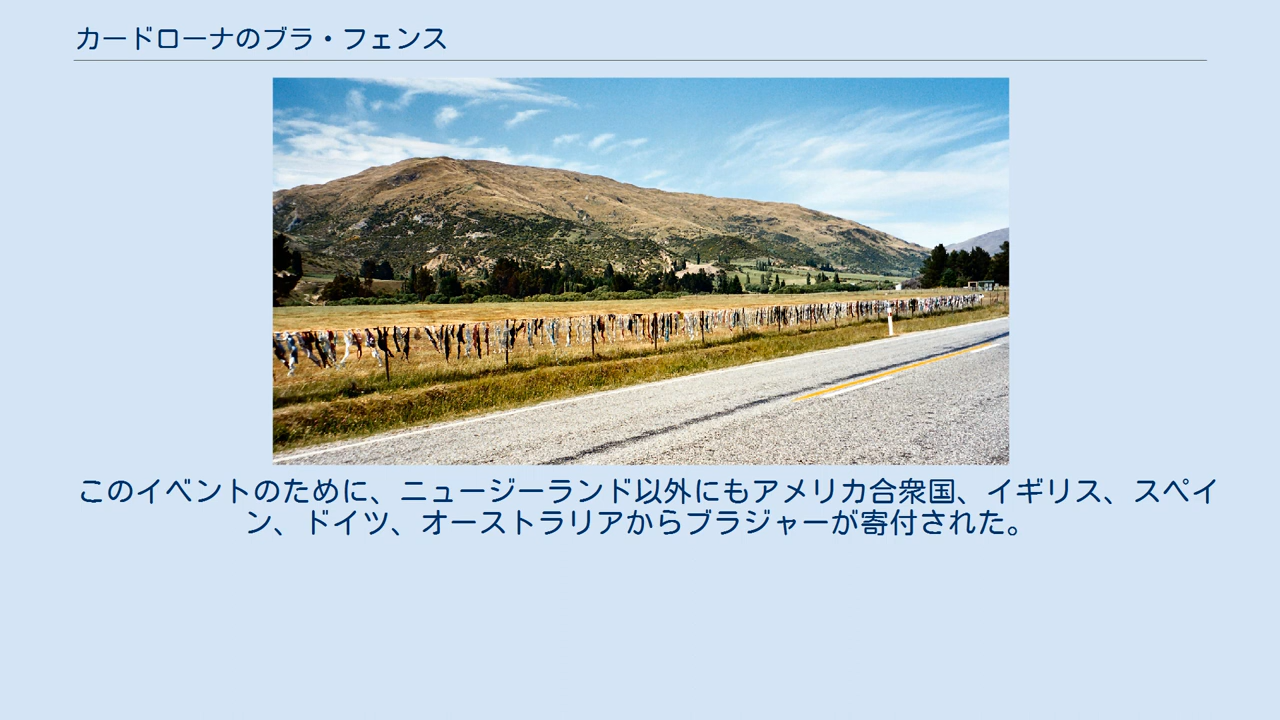 カードローナのブラ・フェンス
このイベントのために、ニュージーランド以外にもアメリカ合衆国、イギリス、スペイ
ン、ドイツ、オーストラリアからブラジャーが寄付された。